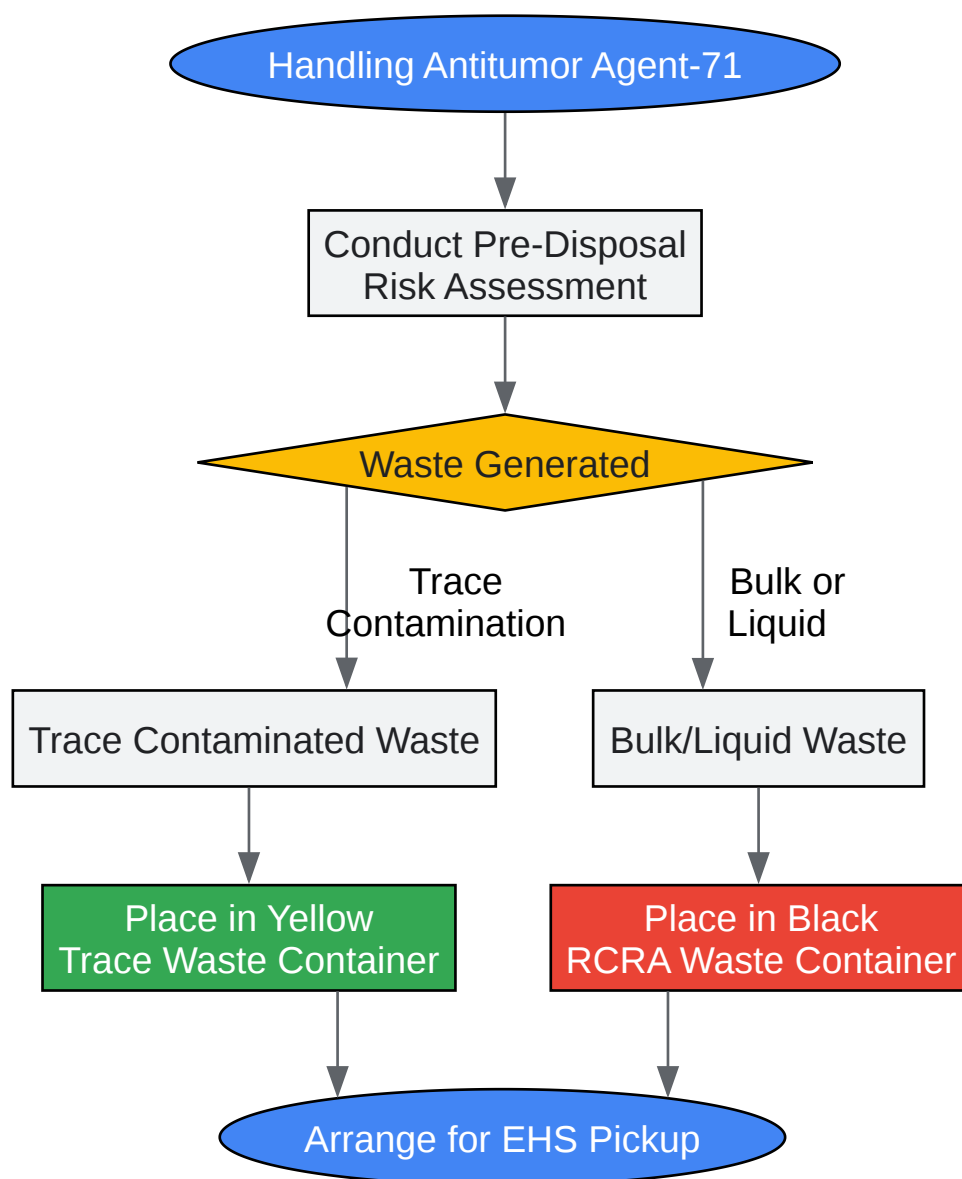 Handling Antitumor Agent-71
Conduct Pre-Disposal
Risk Assessment
Waste Generated
Trace
Contamination
Bulk or
Liquid
Trace Contaminated Waste
Bulk/Liquid Waste
Place in Yellow
Trace Waste Container
Place in Black
RCRA Waste Container
Arrange for EHS Pickup